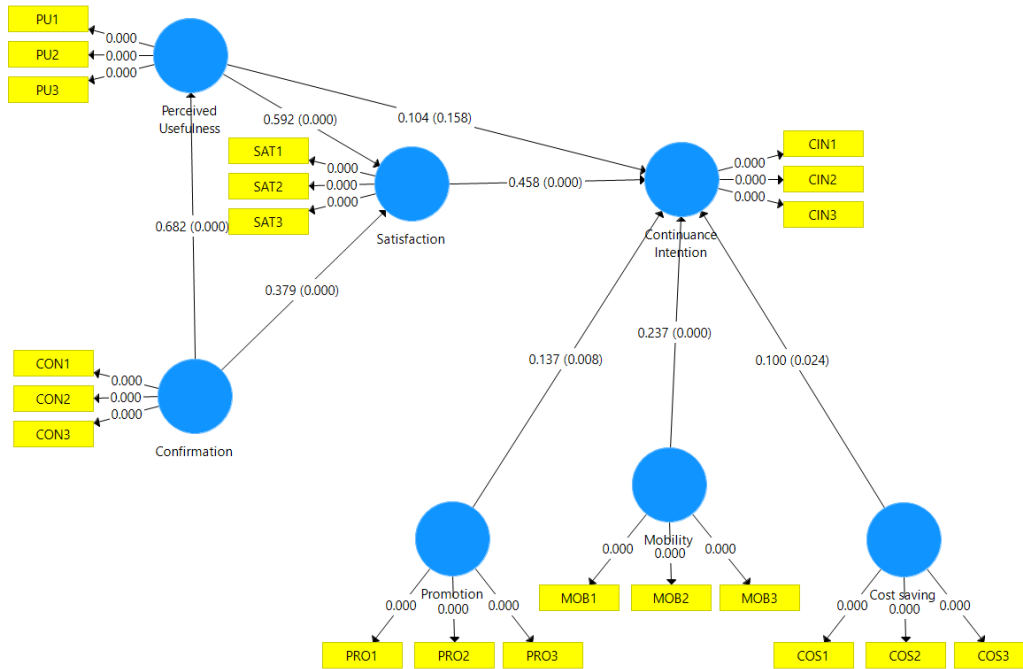 PU1
0.000
PU2
0.000
PU3
0.000
Perceived
Usefulness
0.592 (0.000)
0.104 (0.158)
SAT1
0.000
SAT2
0.000
SAT3
0.000
Satisfaction
0.458 (0.000)
CIN1
0.000
CIN2
0.000
CIN3
0.000
Continuance
Intention
0.682 (0.000)
0.379 (0.000)
0.137 (0.008)
0.237 (0.000)
0.100 (0.024)
CON1
0.000
CON2
0.000
CON3
0.000
Confirmation
Promotion
0.000
0.000
0.000
PRO1
PRO2
PRO3
Mobility
0.000
0.000
0.000
MOB1
MOB2
MOB3
Cost saving
0.000
0.000
0.000
COS1
COS2
COS3